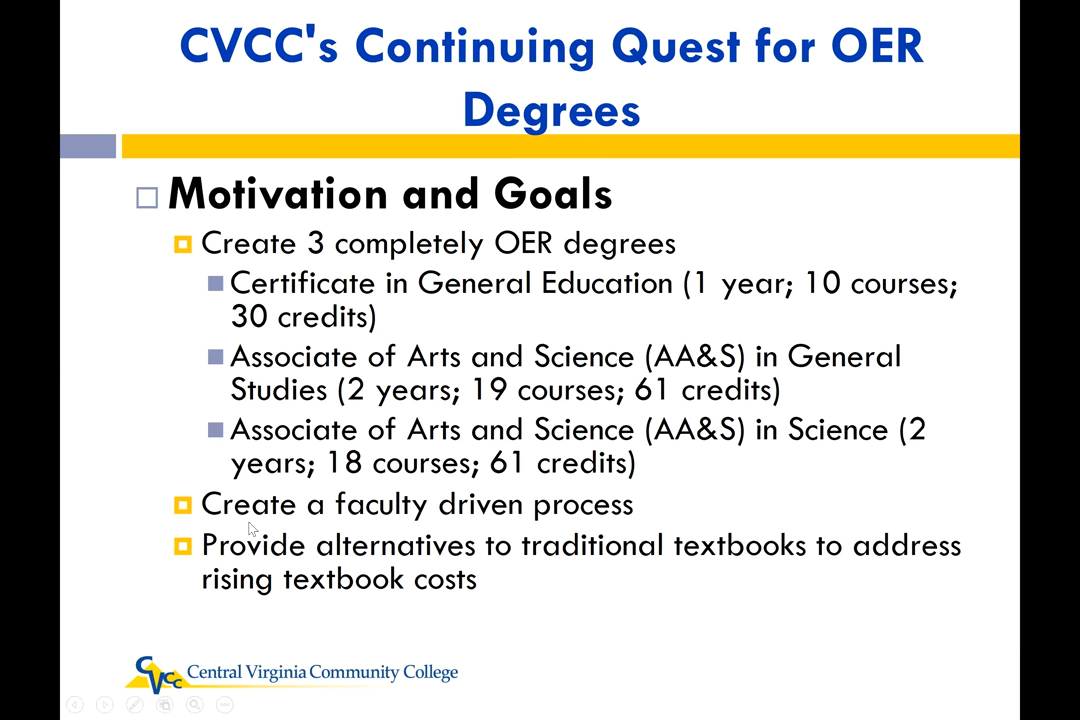 CVCC's Continuing Quest for OER
Degrees
Motivation and Goals
Create 3 completely OER degrees
Certificate in General Education (1 year; 10 courses;
30 credits)
Associate of Arts and Science (AA&S) in General
Studies (2 years; 19 courses; 61 credits)
Associate of Arts and Science (AA&S) in Science (2
years; 18 courses; 61 credits)
Create a faculty driven process
Provide alternatives to traditional textbooks to address
rising textbook costs
CVCC Central Virginia Community College